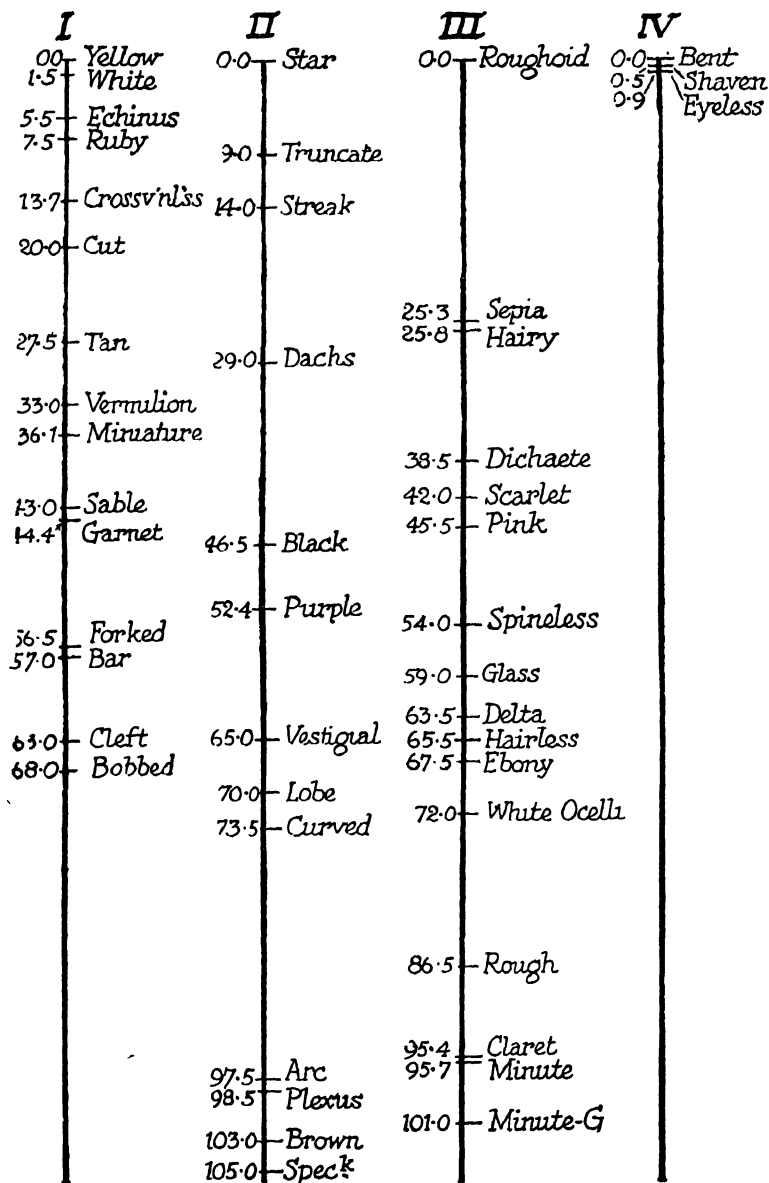 I
00 Yellow
1.5 White
5.5 Echinus
7.5 Ruby
13.7 Crossv'nl'ss
20.0 Cut
27.5 Tan
33.0 Vermilion
36.1 Miniature
43.0 Sable
44.4 Garnet
56.5 Forked
57.0 Bar
63.0 Cleft
68.0 Bobbed
II
0.0 Star
9.0 Truncate
14.0 Streak
29.0 Dachs
46.5 Black
52.4 Purple
65.0 Vestigial
70.0 Lobe
73.5 Curved
97.5 Arc
98.5 Plexus
103.0 Brown
105.0 Speck
III
0.0 Roughoid
25.3 Sepia
25.8 Hairy
38.5 Dichaete
42.0 Scarlet
45.5 Pink
54.0 Spineless
59.0 Glass
63.5 Delta
65.5 Hairless
67.5 Ebony
72.0 White Ocelli
86.5 Rough
95.4 Claret
95.7 Minute
101.0 Minute-G
IV
0.0 Bent
0.5 Shaven
0.9 Eyeless